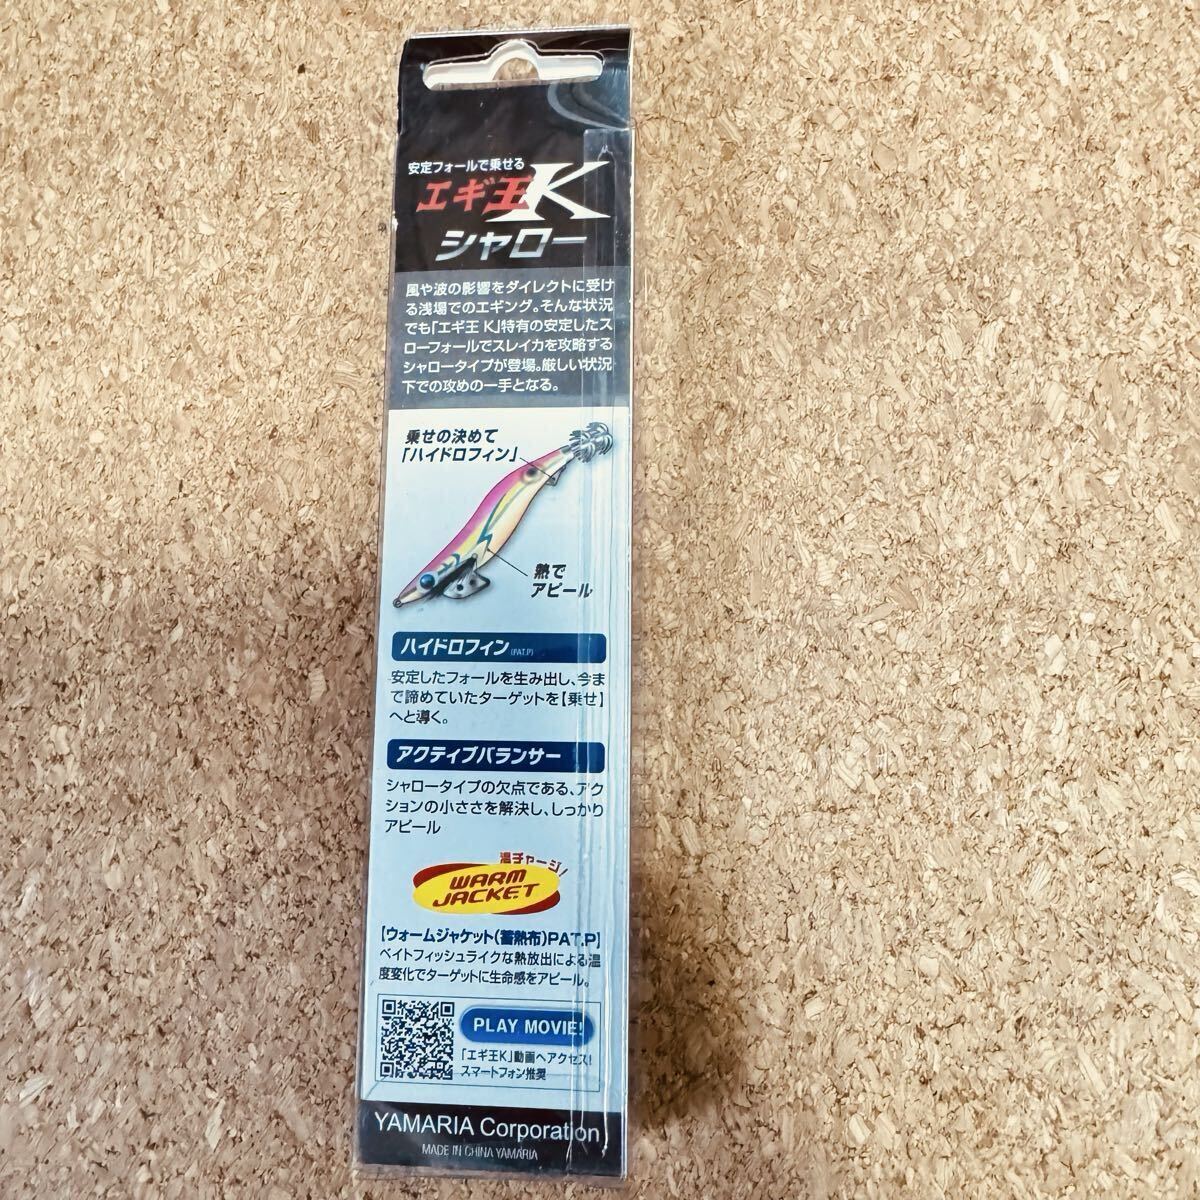 安定フォールで乗せる
エギ王K
シャロー
風や波の影響をダイレクトに受け
る浅場でのエギング。そんな状況
でも「エギ王 K」特有の安定したス
ローフォールでスレイカを攻略する
シャロータイプが登場。厳しい状況
下での攻めの一手となる。
乗せの決めて
「ハイドロフィン」
熱で
アピール
ハイドロフィン (PAT.P)
安定したフォールを生み出し、今ま
で諦めていたターゲットを【乗せ】
へと導く。
アクティブバランサー
シャロータイプの欠点である、アク
ションの小ささを解決し、しっかり
アピール
温チャージ!
WARM
JACKET
【ウォームジャケット(蓄熱布)PAT.P】
ベイトフィッシュライクな熱放出による温
度変化でターゲットに生命感をアピール。
PLAY MOVIE!
「エギ王K」動画へアクセス!
スマートフォン推奨
YAMARIA Corporation
MADE IN CHINA YAMARIA